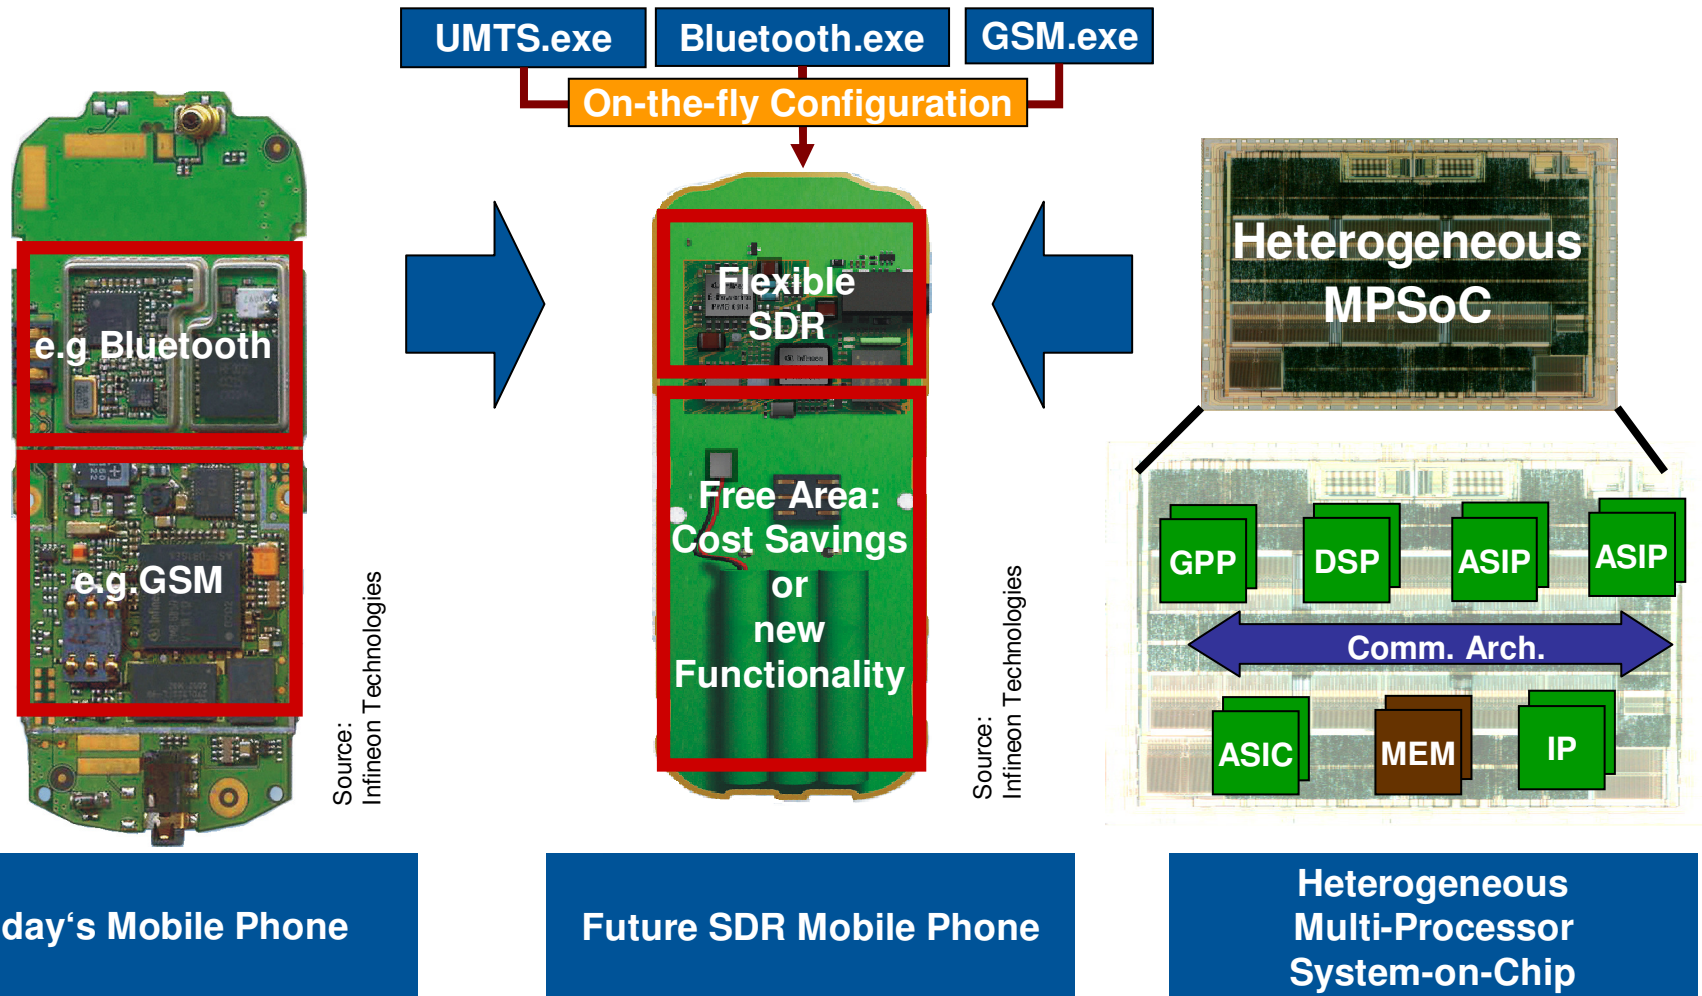 UMTS.exe
Bluetooth.exe
GSM.exe
On-the-fly Configuration
e.g Bluetooth
e.g.GSM
Source:
Infineon Technologies
Flexible
SDR
Free Area:
Cost Savings
or
new
Functionality
Source:
Infineon Technologies
Heterogeneous
MPSoC
GPP
DSP
ASIP
ASIP
Comm. Arch.
ASIC
MEM
IP
day‘s Mobile Phone
Future SDR Mobile Phone
Heterogeneous
Multi-Processor
System-on-Chip